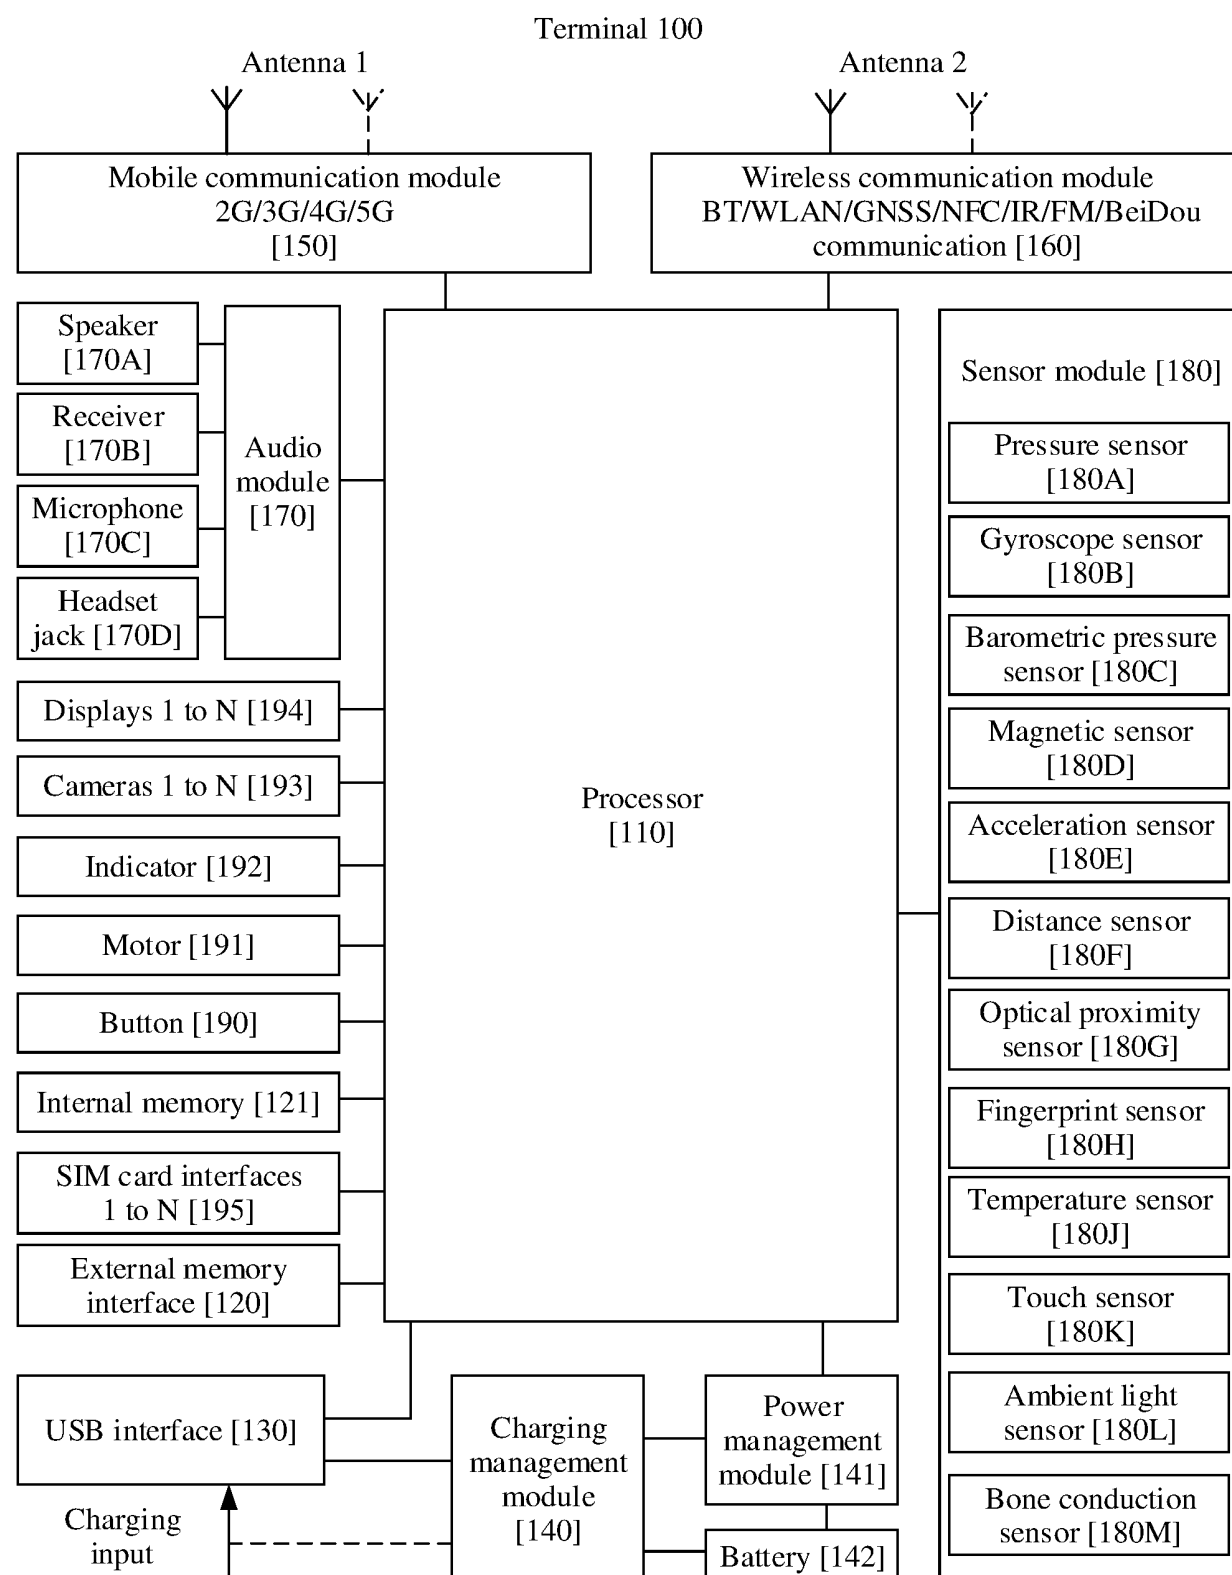 Terminal 100
Antenna 1
Antenna 2
Mobile communication module
2G/3G/4G/5G
[150]
Wireless communication module
BT/WLAN/GNSS/NFC/IR/FM/BeiDou
communication [160]
Speaker
[170A]
Receiver
[170B]
Microphone
[170C]
Headset
jack [170D]
Audio
module
[170]
Displays 1 to N [194]
Cameras 1 to N [193]
Indicator [192]
Motor [191]
Button [190]
Internal memory [121]
SIM card interfaces
1 to N [195]
External memory
interface [120]
Processor
[110]
Sensor module [180]
Pressure sensor
[180A]
Gyroscope sensor
[180B]
Barometric pressure
sensor [180C]
Magnetic sensor
[180D]
Acceleration sensor
[180E]
Distance sensor
[180F]
Optical proximity
sensor [180G]
Fingerprint sensor
[180H]
Temperature sensor
[180J]
Touch sensor
[180K]
Ambient light
sensor [180L]
Bone conduction
sensor [180M]
USB interface [130]
Charging
input
Charging
management
module
[140]
Power
management
module [141]
Battery [142]